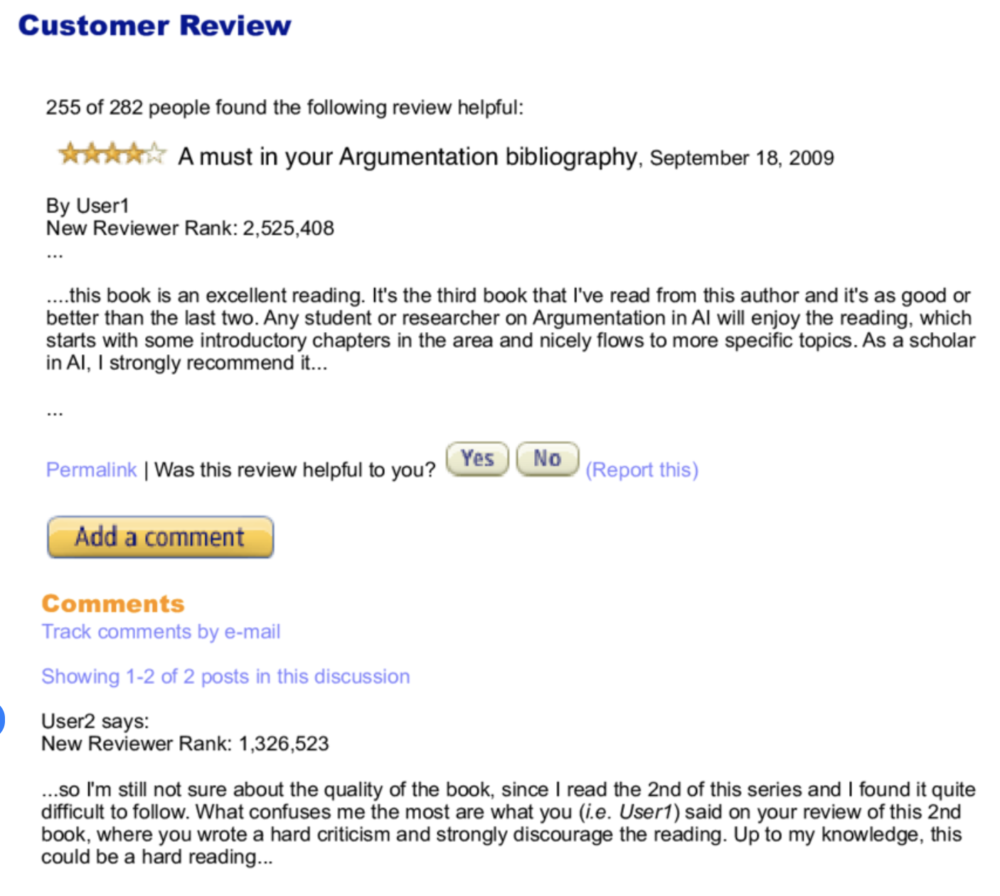 Customer Review
255 of 282 people found the following review helpful:
A must in your Argumentation bibliography, September 18, 2009
By User1
New Reviewer Rank: 2,525,408
...
....this book is an excellent reading. It's the third book that I've read from this author and it's as good or
better than the last two. Any student or researcher on Argumentation in AI will enjoy the reading, which
starts with some introductory chapters in the area and nicely flows to more specific topics. As a scholar
in AI, I strongly recommend it...
...
Permalink | Was this review helpful to you? Yes No (Report this)
Add a comment
Comments
Track comments by e-mail
Showing 1-2 of 2 posts in this discussion
User2 says:
New Reviewer Rank: 1,326,523
...so I'm still not sure about the quality of the book, since I read the 2nd of this series and I found it quite
difficult to follow. What confuses me the most are what you (i.e. User1) said on your review of this 2nd
book, where you wrote a hard criticism and strongly discourage the reading. Up to my knowledge, this
could be a hard reading...